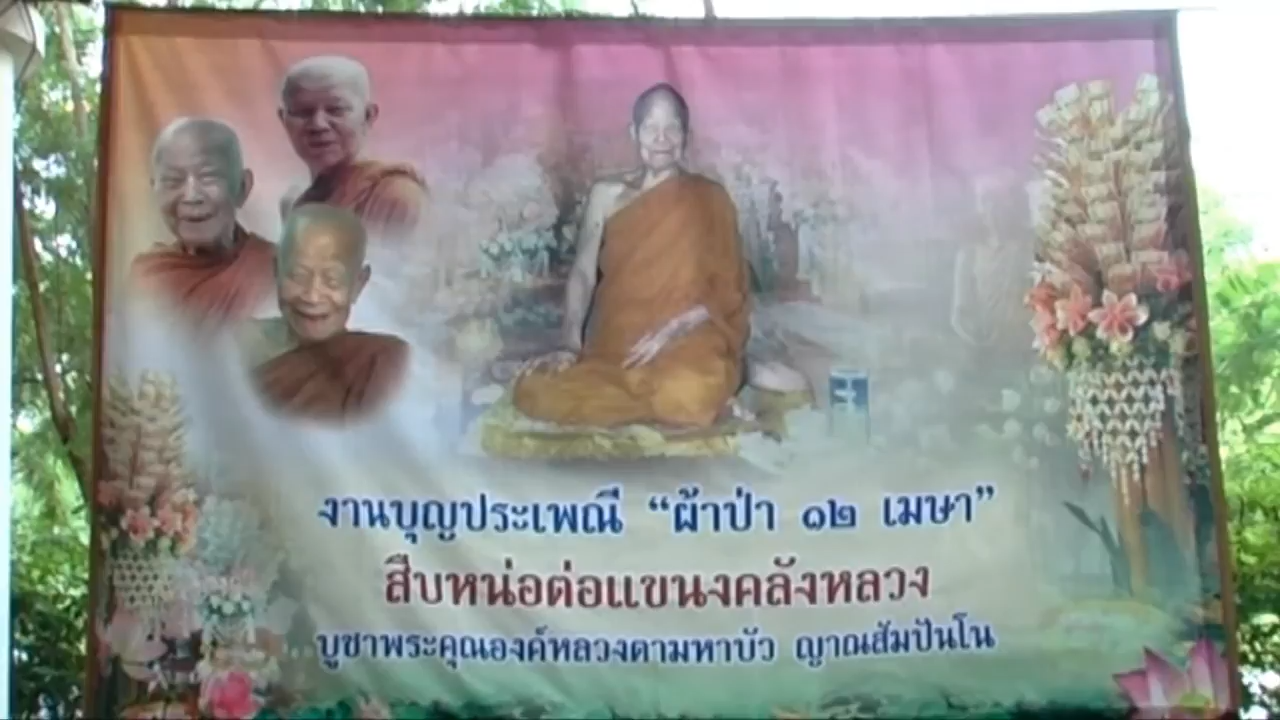 งานบุญประเพณี “ผ้าป่า ๑๒ เมษา”
สืบหน่อต่อแขนงคลังหลวง
บูชาพระคุณองค์หลวงตามหาบัว ญาณสัมปันโน